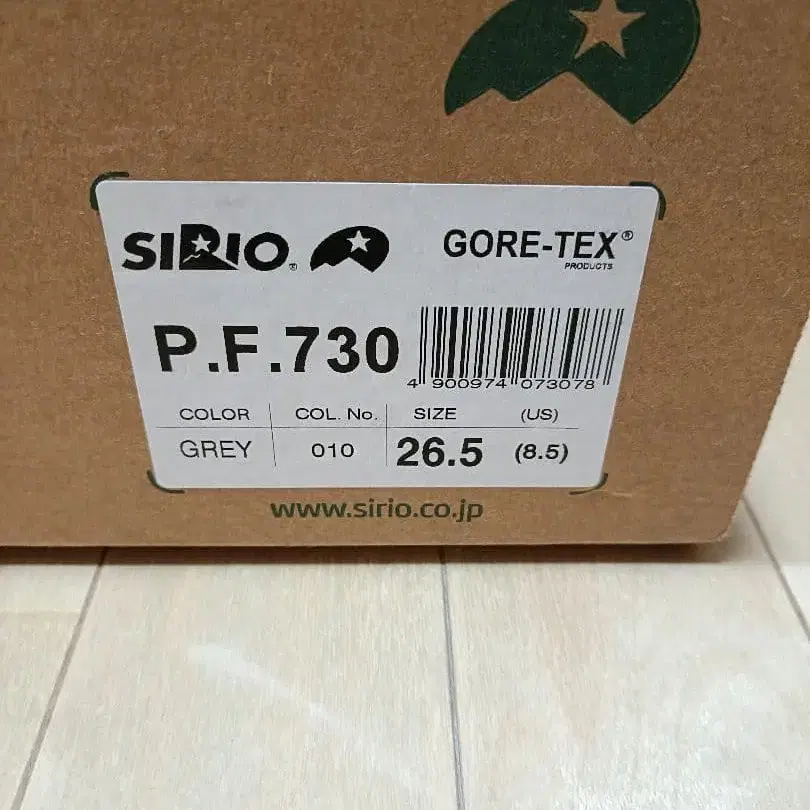 SIRIO® GORE-TEX®
PRODUCTS
P.F.730
4 900974 073078
COLOR COL. No. SIZE (US)
GREY 010 26.5 (8.5)
www.sirio.co.jp